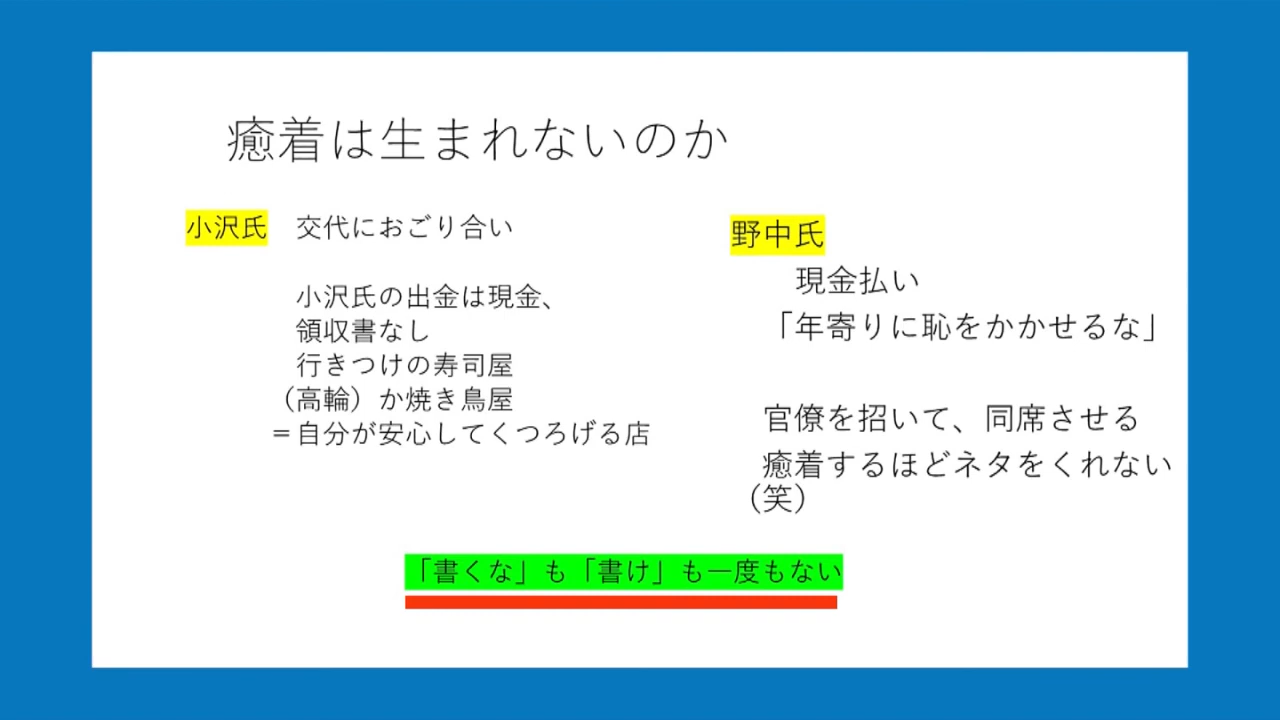 癒着は生まれないのか
小沢氏　交代におごり合い
小沢氏の出金は現金、
領収書なし
行きつけの寿司屋
（高輪）か焼き鳥屋
＝自分が安心してくつろげる店
野中氏
現金払い
「年寄りに恥をかかせるな」
官僚を招いて、同席させる
癒着するほどネタをくれない
（笑）
「書くな」も「書け」も一度もない